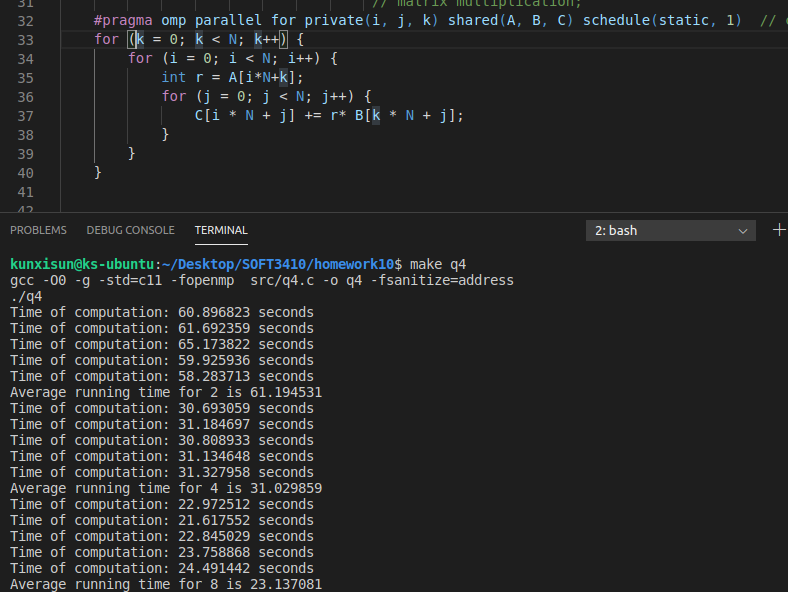 31 // matrix multiplication;
32 #pragma omp parallel for private(i, j, k) shared(A, B, C) schedule(static, 1) //
33 for (k = 0; k < N; k++) {
34 for (i = 0; i < N; i++) {
35 int r = A[i*N+k];
36 for (j = 0; j < N; j++) {
37 C[i * N + j] += r* B[k * N + j];
38 }
39 }
40 }
41
42
PROBLEMS DEBUG CONSOLE TERMINAL 2: bash
kunxisun@ks-ubuntu:~/Desktop/SOFT3410/homework10$ make q4
gcc -O0 -g -std=c11 -fopenmp  src/q4.c -o q4 -fsanitize=address
./q4
Time of computation: 60.896823 seconds
Time of computation: 61.692359 seconds
Time of computation: 65.173822 seconds
Time of computation: 59.925936 seconds
Time of computation: 58.283713 seconds
Average running time for 2 is 61.194531
Time of computation: 30.693059 seconds
Time of computation: 31.184697 seconds
Time of computation: 30.808933 seconds
Time of computation: 31.134648 seconds
Time of computation: 31.327958 seconds
Average running time for 4 is 31.029859
Time of computation: 22.972512 seconds
Time of computation: 21.617552 seconds
Time of computation: 22.845029 seconds
Time of computation: 23.758868 seconds
Time of computation: 24.491442 seconds
Average running time for 8 is 23.137081